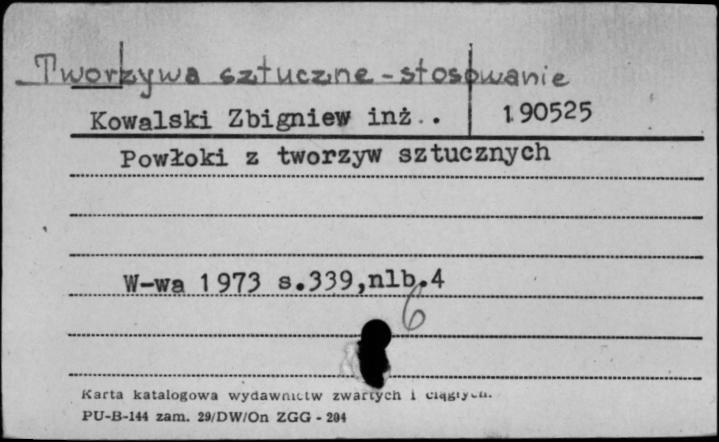 Tworzywa sztuczne - stosowanie
Kowalski Zbigniew inż.. 190525
Powłoki z tworzyw sztucznych
W-wa 1973 s.339,nlb.4
6
Karta katalogowa wydawnictw zwartych i ciągłych.
PU-B-144 zam. 29/DW/On ZGG - 204